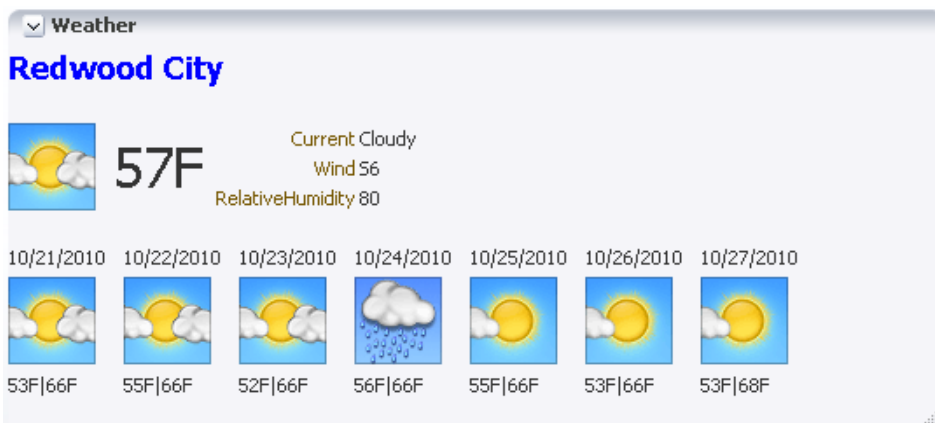 Weather
Redwood City
57F
Current Cloudy
Wind 56
RelativeHumidity 80
10/21/2010 10/22/2010 10/23/2010 10/24/2010 10/25/2010 10/26/2010 10/27/2010
53F|66F 55F|66F 52F|66F 56F|66F 55F|66F 53F|66F 53F|68F